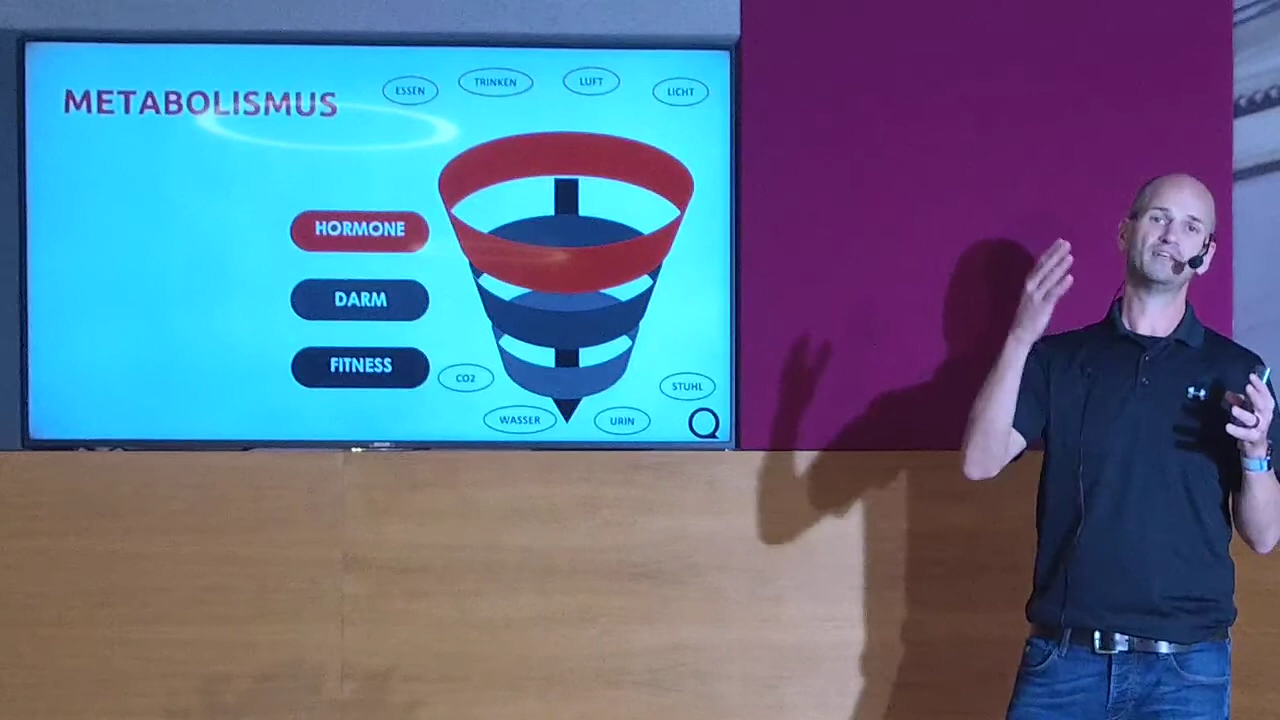 METABOLISMUS
ESSEN
TRINKEN
LUFT
LICHT
HORMONE
DARM
FITNESS
CO2
STUHL
WASSER
URIN